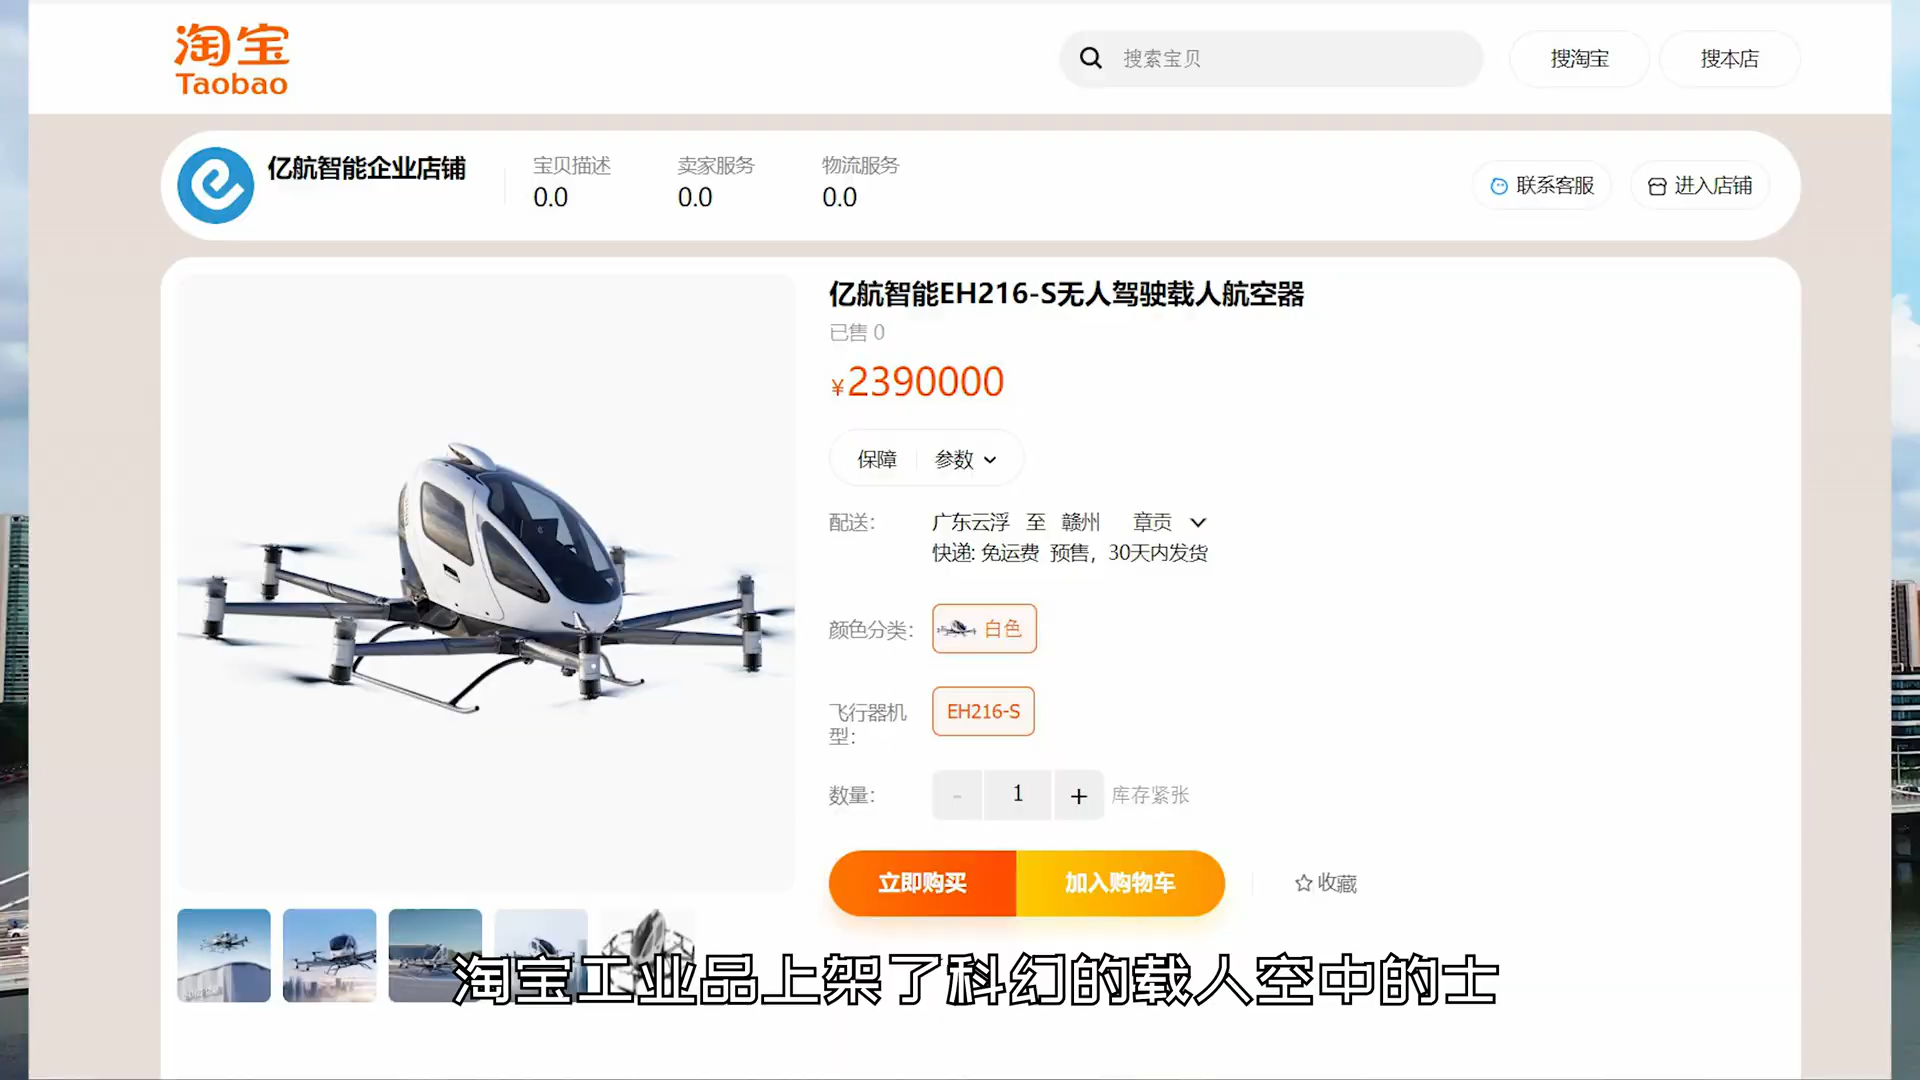 淘宝
Taobao
搜索宝贝
搜淘宝
搜本店
亿航智能企业店铺
宝贝描述
0.0
卖家服务
0.0
物流服务
0.0
联系客服
进入店铺
亿航智能EH216-S无人驾驶载人航空器
已售 0
¥2390000
保障
参数
配送：
广东云浮 至 赣州 章贡
快递: 免运费 预售，30天内发货
颜色分类：
白色
飞行器机
型：
EH216-S
数量：
- 1 +
库存紧张
立即购买
加入购物车
收藏
淘宝工业品上架了科幻的载人空中的士